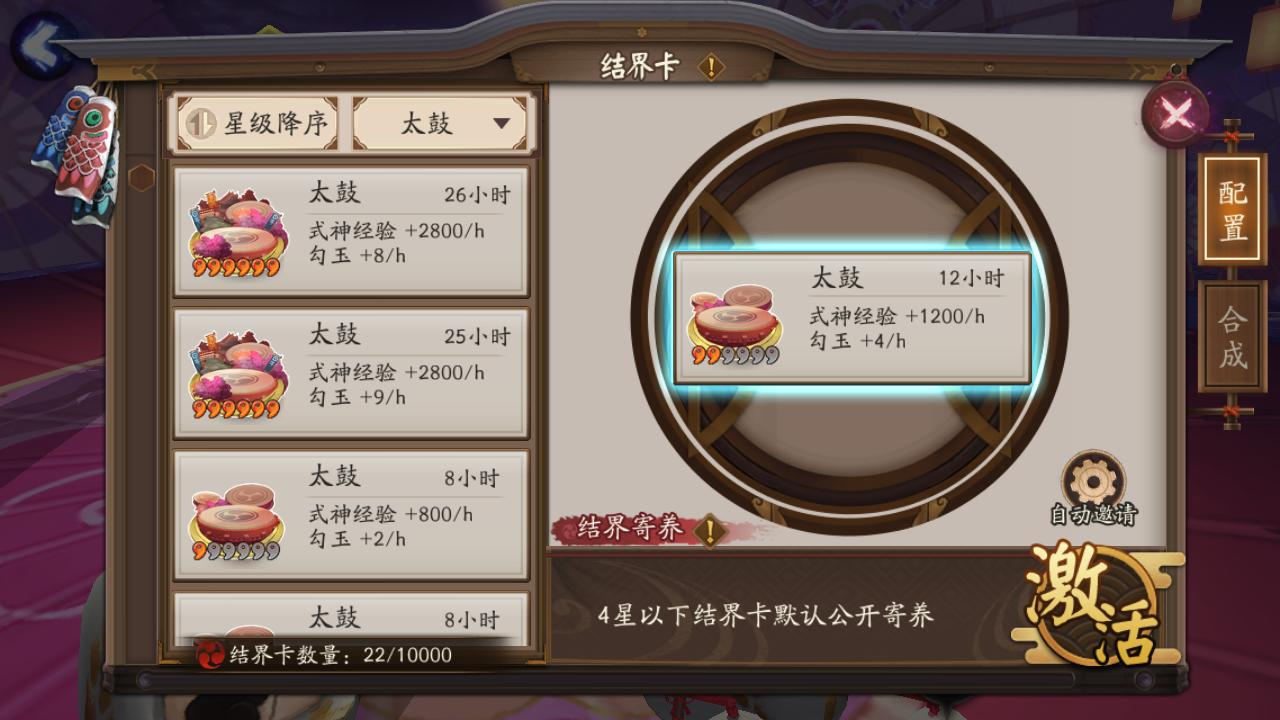 结界卡
星级降序
太鼓
太鼓 26小时
式神经验 +2800/h
勾玉 +8/h
太鼓 25小时
式神经验 +2800/h
勾玉 +9/h
太鼓 8小时
式神经验 +800/h
勾玉 +2/h
太鼓 8小时
结界卡数量：22/10000
太鼓 12小时
式神经验 +1200/h
勾玉 +4/h
自动邀请
结界寄养
4星以下结界卡默认公开寄养
激活
配置
合成